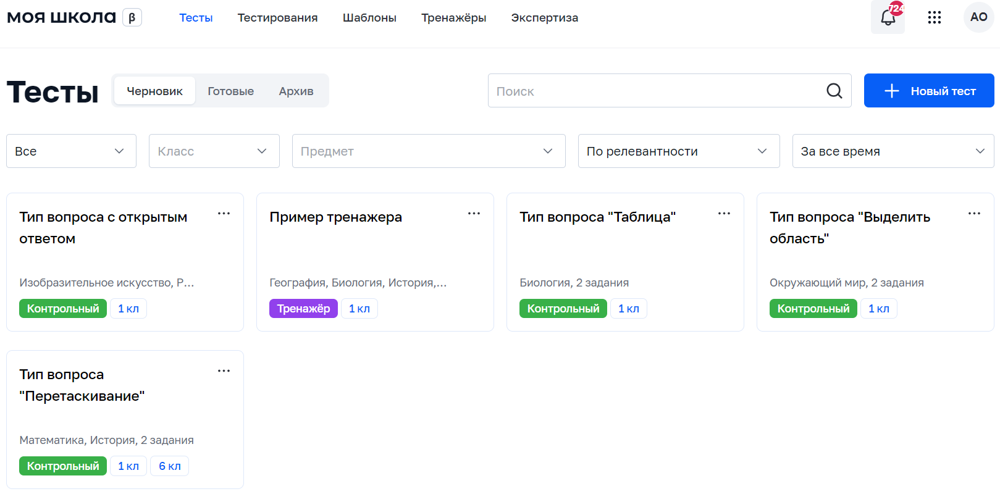 моя школа β
Тесты Тестирования Шаблоны Тренажёры Экспертиза
724
АО
Тесты
Черновик Готовые Архив
Поиск
Новый тест
Все
Класс
Предмет
По релевантности
За все время
Тип вопроса с открытым
ответом
Изобразительное искусство, Р...
Контрольный 1 кл
Пример тренажера
География, Биология, История,...
Тренажёр 1 кл
Тип вопроса "Таблица"
Биология, 2 задания
Контрольный 1 кл
Тип вопроса "Выделить
область"
Окружающий мир, 2 задания
Контрольный 1 кл
Тип вопроса
"Перетаскивание"
Математика, История, 2 задания
Контрольный 1 кл 6 кл